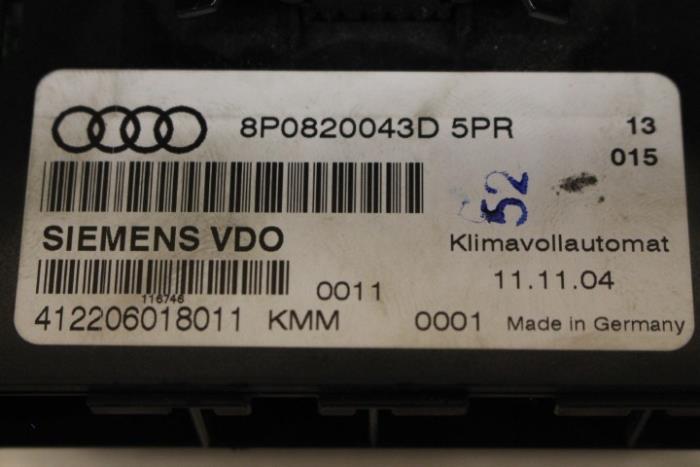 8P0820043D 5PR 13
015
52
SIEMENS VDO
Klimavollautomat
116746
0011
11.11.04
412206018011 KMM 0001 Made in Germany